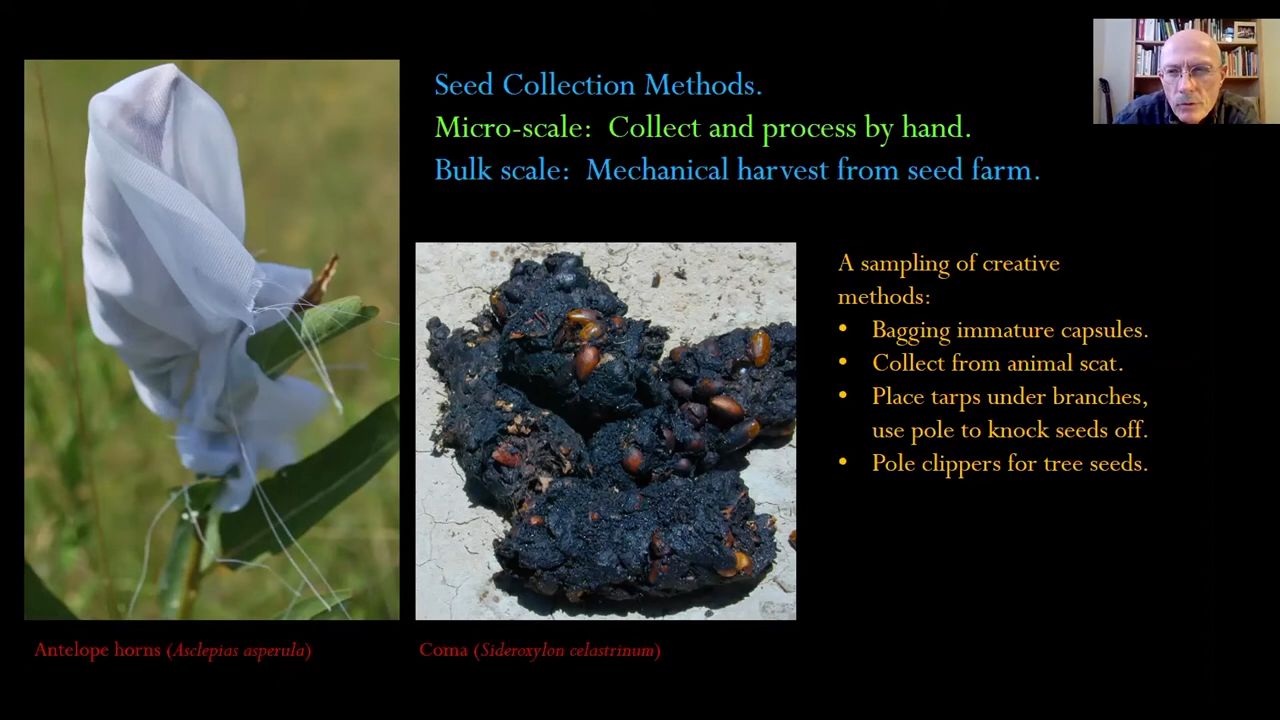 Seed Collection Methods.
Micro-scale: Collect and process by hand.
Bulk scale: Mechanical harvest from seed farm.
A sampling of creative
methods:
• Bagging immature capsules.
• Collect from animal scat.
• Place tarps under branches,
use pole to knock seeds off.
• Pole clippers for tree seeds.
Antelope horns (Asclepias asperula)
Coma (Sideroxylon celastrinum)